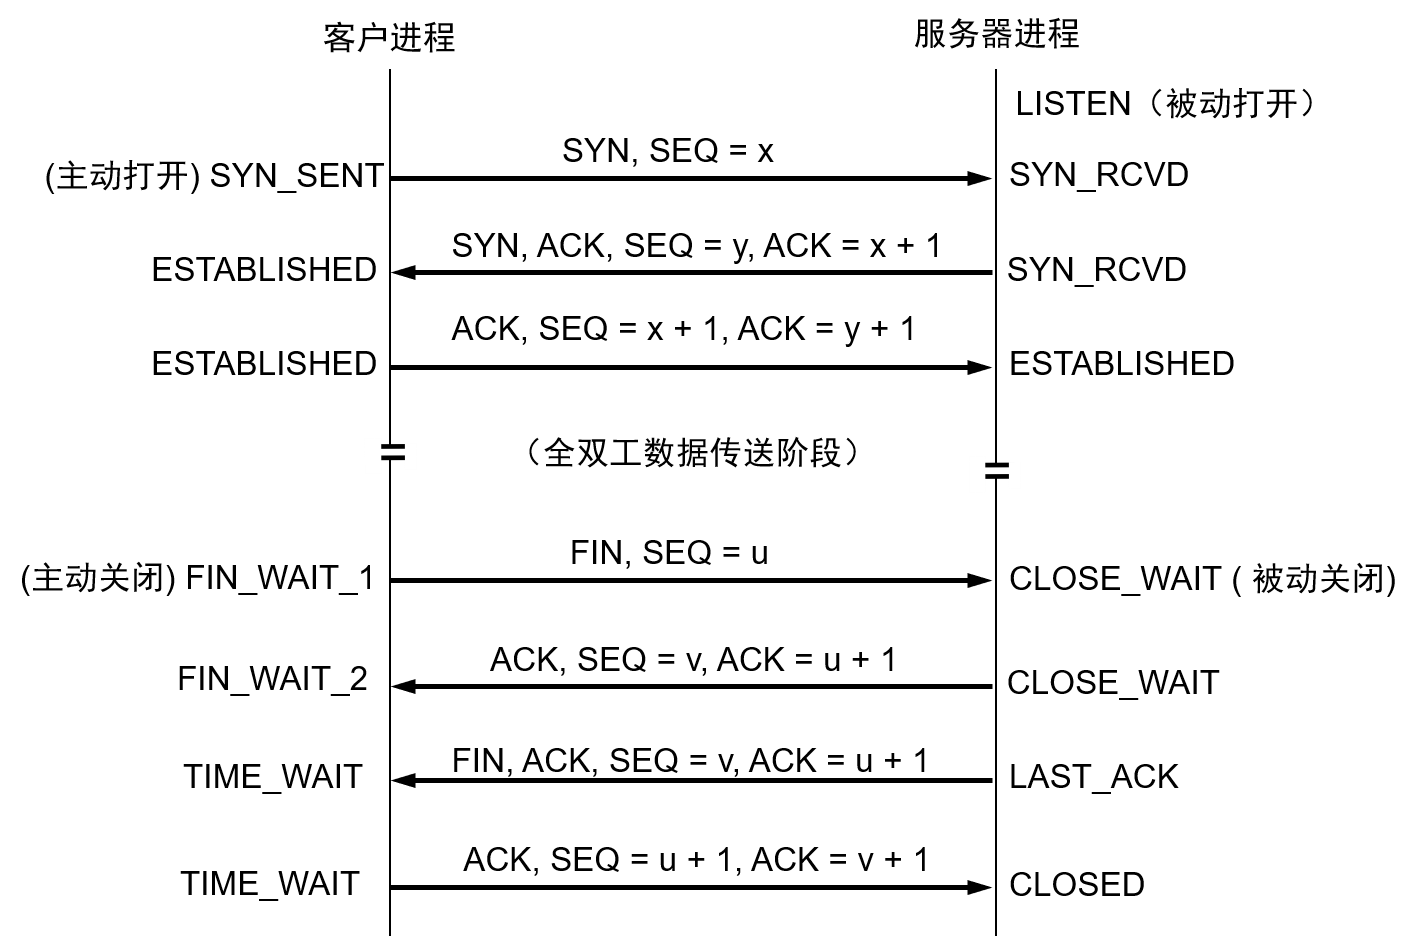 客户进程
服务器进程
LISTEN（被动打开）
SYN, SEQ = x
(主动打开) SYN_SENT
SYN_RCVD
SYN, ACK, SEQ = y, ACK = x + 1
ESTABLISHED
SYN_RCVD
ACK, SEQ = x + 1, ACK = y + 1
ESTABLISHED
ESTABLISHED
（全双工数据传送阶段）
FIN, SEQ = u
(主动关闭) FIN_WAIT_1
CLOSE_WAIT ( 被动关闭)
ACK, SEQ = v, ACK = u + 1
FIN_WAIT_2
CLOSE_WAIT
FIN, ACK, SEQ = v, ACK = u + 1
TIME_WAIT
LAST_ACK
ACK, SEQ = u + 1, ACK = v + 1
TIME_WAIT
CLOSED